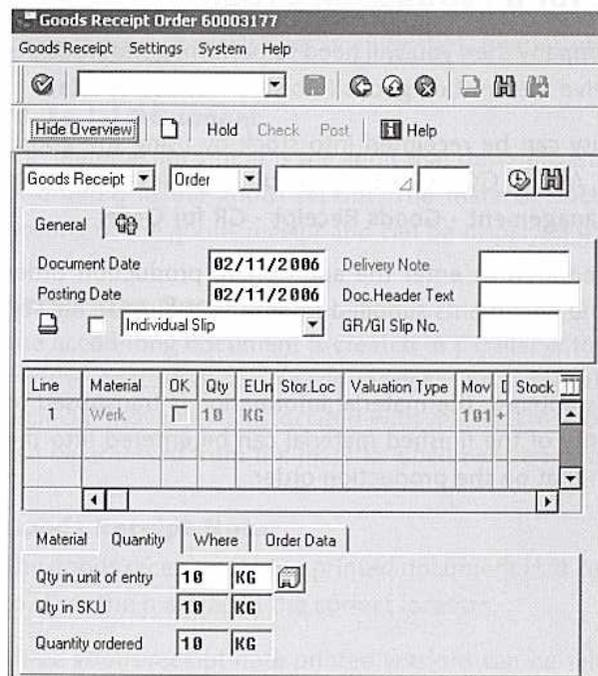 Goods Receipt Order 60003177
Goods Receipt Settings System Help
Hide Overview Hold Check Post Help
Goods Receipt Order
General
Document Date 02/11/2006 Delivery Note
Posting Date 02/11/2006 Doc.Header Text
Individual Slip GR/GI Slip No.
Line Material OK Qty EUn Stor.Loc Valuation Type Mov D Stock
1 Werk 10 KG 101 +
Material Quantity Where Order Data
Qty in unit of entry 10 KG
Qty in SKU 10 KG
Quantity ordered 10 KG